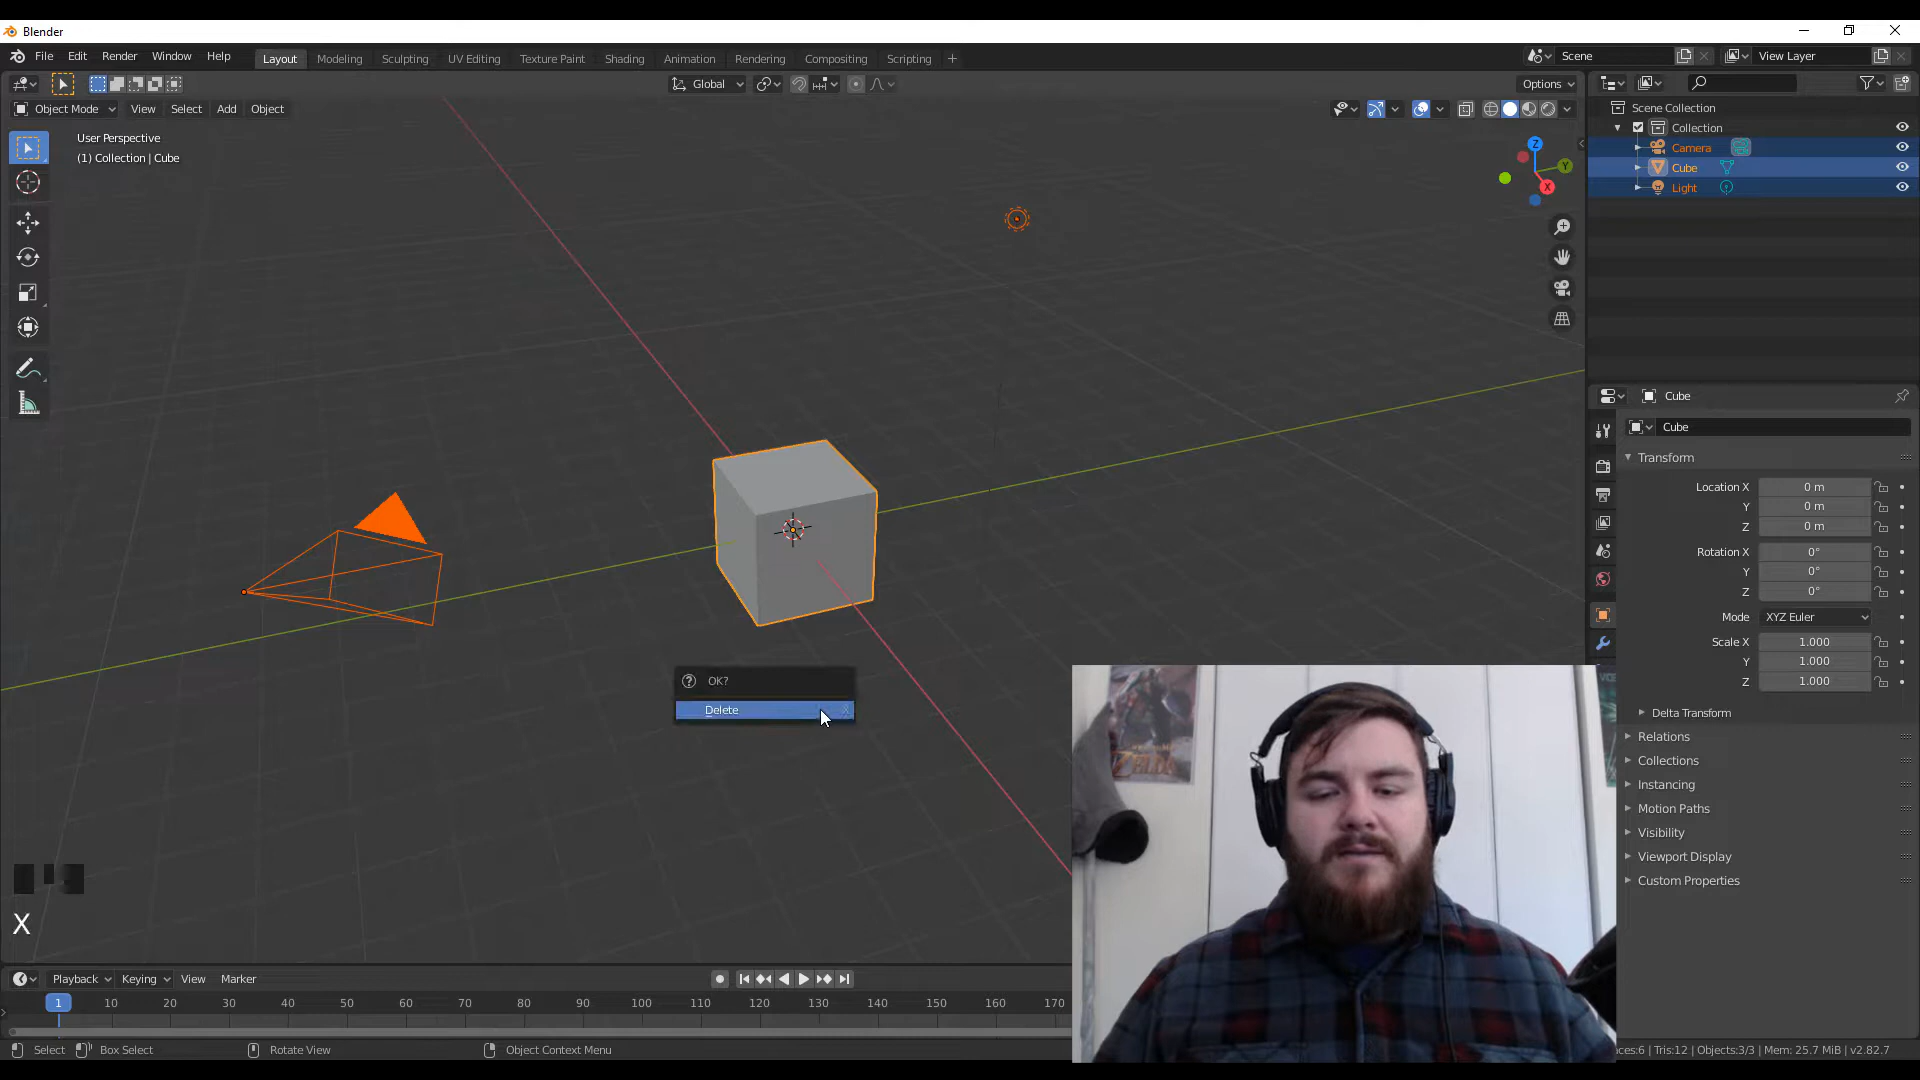 Blender
File Edit Render Window Help Layout Modeling Sculpting UV Editing Texture Paint Shading Animation Rendering Compositing Scripting + Scene View Layer
Global Options
Object Mode View Select Add Object
User Perspective
(1) Collection | Cube
Z
Y
X
Scene Collection
Collection
Camera
Cube
Light
Cube
Cube
Transform
Location X 0 m
Y 0 m
Z 0 m
Rotation X 0°
Y 0°
Z 0°
Mode XYZ Euler
Scale X 1.000
Y 1.000
Z 1.000
Delta Transform
Relations
Collections
Instancing
Motion Paths
Visibility
Viewport Display
Custom Properties
OK?
Delete X
ZELDA
X
Playback Keying View Marker
1 10 20 30 40 50 60 70 80 90 100 110 120 130 140 150 160 170
Select Box Select Rotate View Object Context Menu
aces:6 | Tris:12 | Objects:3/3 | Mem: 25.7 MiB | v2.82.7